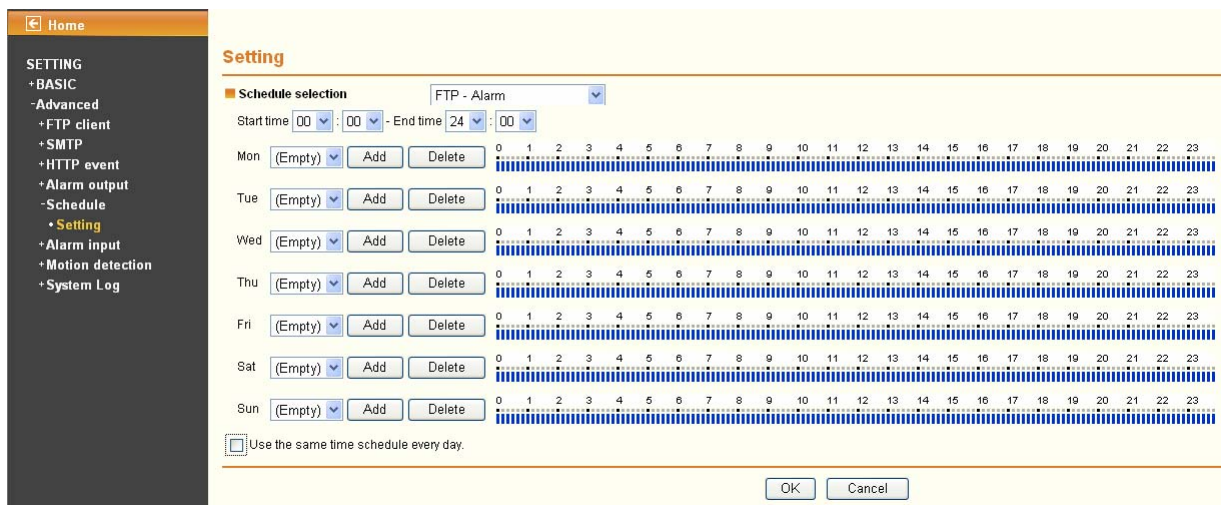 Home
SETTING
+BASIC
-Advanced
+FTP client
+SMTP
+HTTP event
+Alarm output
-Schedule
•Setting
+Alarm input
+Motion detection
+System Log
Setting
Schedule selection FTP - Alarm
Start time 00 : 00 - End time 24 : 00
Mon (Empty) Add Delete 0 1 2 3 4 5 6 7 8 9 10 11 12 13 14 15 16 17 18 19 20 21 22 23
Tue (Empty) Add Delete 0 1 2 3 4 5 6 7 8 9 10 11 12 13 14 15 16 17 18 19 20 21 22 23
Wed (Empty) Add Delete 0 1 2 3 4 5 6 7 8 9 10 11 12 13 14 15 16 17 18 19 20 21 22 23
Thu (Empty) Add Delete 0 1 2 3 4 5 6 7 8 9 10 11 12 13 14 15 16 17 18 19 20 21 22 23
Fri (Empty) Add Delete 0 1 2 3 4 5 6 7 8 9 10 11 12 13 14 15 16 17 18 19 20 21 22 23
Sat (Empty) Add Delete 0 1 2 3 4 5 6 7 8 9 10 11 12 13 14 15 16 17 18 19 20 21 22 23
Sun (Empty) Add Delete 0 1 2 3 4 5 6 7 8 9 10 11 12 13 14 15 16 17 18 19 20 21 22 23
Use the same time schedule every day.
OK Cancel